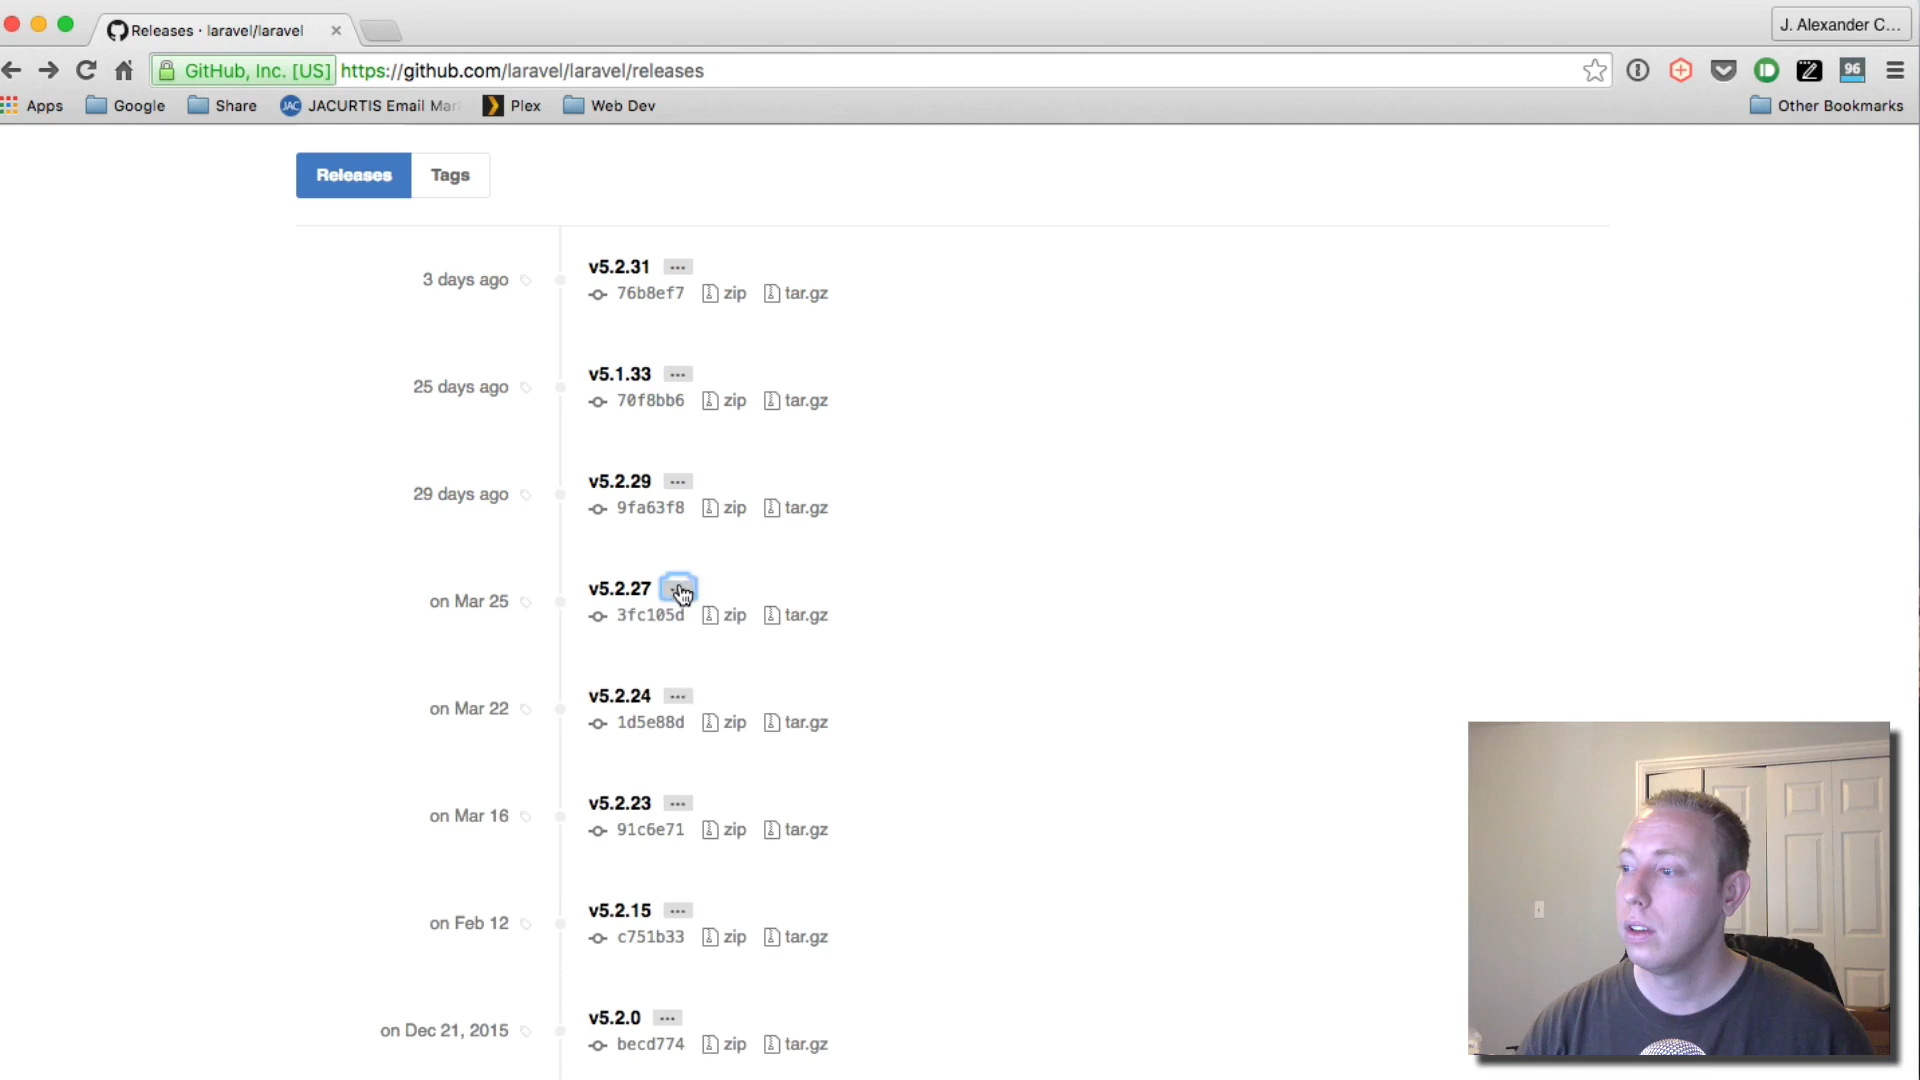 Releases · laravel/laravel
J. Alexander C...
GitHub, Inc. [US] https://github.com/laravel/laravel/releases
96
Apps Google Share JAC JACURTIS Email Mar Plex Web Dev Other Bookmarks
Releases Tags
3 days ago v5.2.31 ...
76b8ef7 zip tar.gz
25 days ago v5.1.33 ...
70f8bb6 zip tar.gz
29 days ago v5.2.29 ...
9fa63f8 zip tar.gz
on Mar 25 v5.2.27
3fc105d zip tar.gz
on Mar 22 v5.2.24 ...
1d5e88d zip tar.gz
on Mar 16 v5.2.23 ...
91c6e71 zip tar.gz
on Feb 12 v5.2.15 ...
c751b33 zip tar.gz
on Dec 21, 2015 v5.2.0 ...
becd774 zip tar.gz